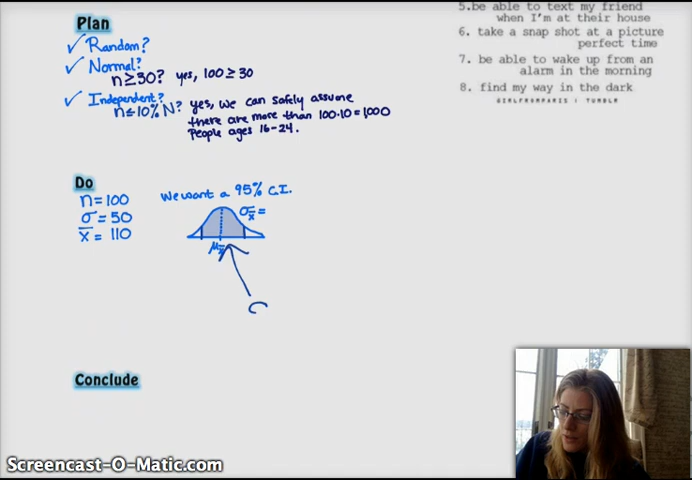 Plan
Random?
Normal?
n≥30? yes, 100≥30
Independent?
n≤10% N? yes, we can safely assume
there are more than 100·10=1000
People ages 16-24.
Do
n=100
σ=50
x̄= 110
We want a 95% C.I.
σx̄=
μx̄
C
Conclude
5.be able to text my friend
when I'm at their house
6. take a snap shot at a picture
perfect time
7. be able to wake up from an
alarm in the morning
8. find my way in the dark
GIRLFROMPARIS | TUMBLR
Screencast-O-Matic.com